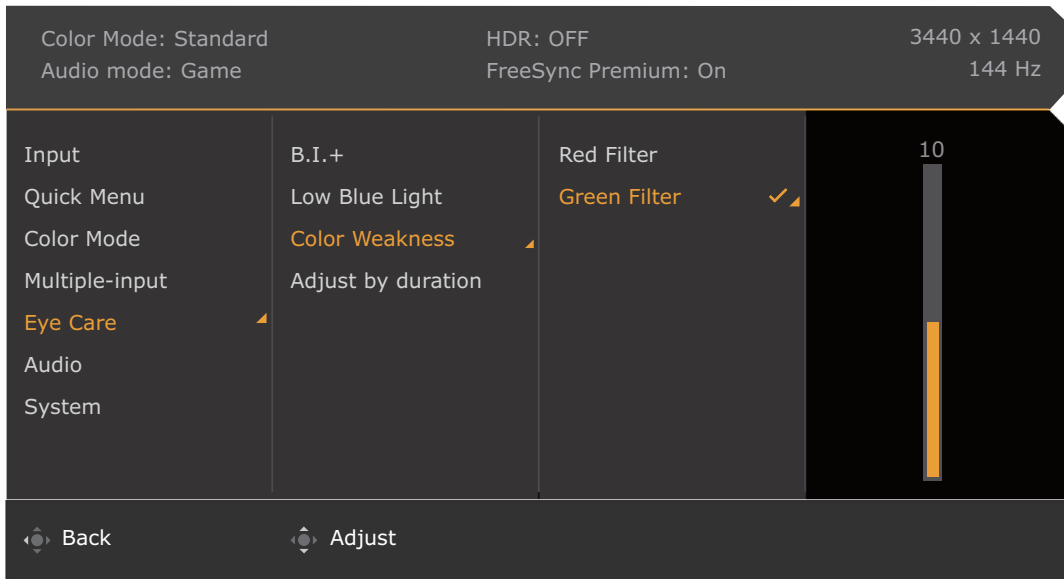 Color Mode: Standard
HDR: OFF
3440 x 1440
Audio mode: Game
FreeSync Premium: On
144 Hz
Input
Quick Menu
Color Mode
Multiple-input
Eye Care
Audio
System
B.I.+
Low Blue Light
Color Weakness
Adjust by duration
Red Filter
Green Filter
10
Back
Adjust